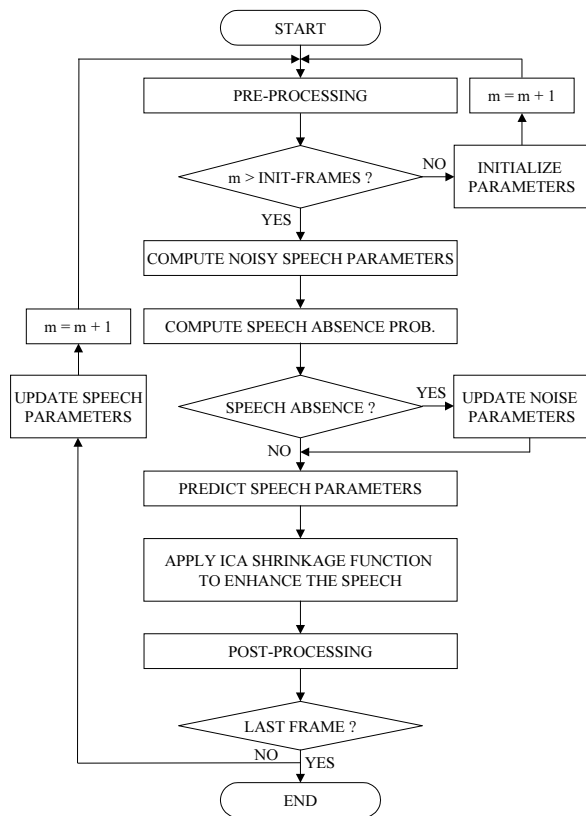 START
PRE-PROCESSING
m = m + 1
m > INIT-FRAMES ?
NO
INITIALIZE
PARAMETERS
YES
COMPUTE NOISY SPEECH PARAMETERS
m = m + 1
COMPUTE SPEECH ABSENCE PROB.
UPDATE SPEECH
PARAMETERS
SPEECH ABSENCE ?
YES
UPDATE NOISE
PARAMETERS
NO
PREDICT SPEECH PARAMETERS
APPLY ICA SHRINKAGE FUNCTION
TO ENHANCE THE SPEECH
POST-PROCESSING
LAST FRAME ?
NO
YES
END